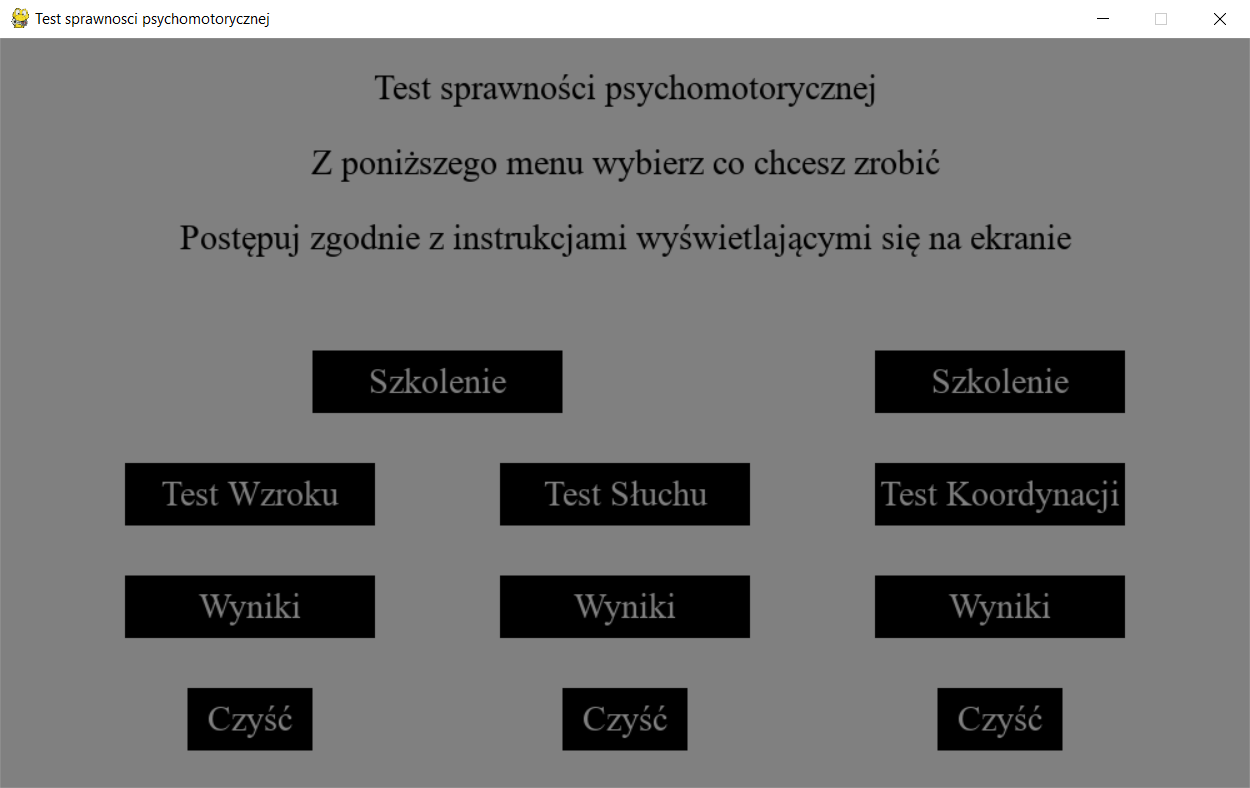 Test sprawnosci psychomotorycznej
Test sprawności psychomotorycznej
Z poniższego menu wybierz co chcesz zrobić
Postępuj zgodnie z instrukcjami wyświetlającymi się na ekranie
Szkolenie Szkolenie
Test Wzroku Test Słuchu Test Koordynacji
Wyniki Wyniki Wyniki
Czyść Czyść Czyść